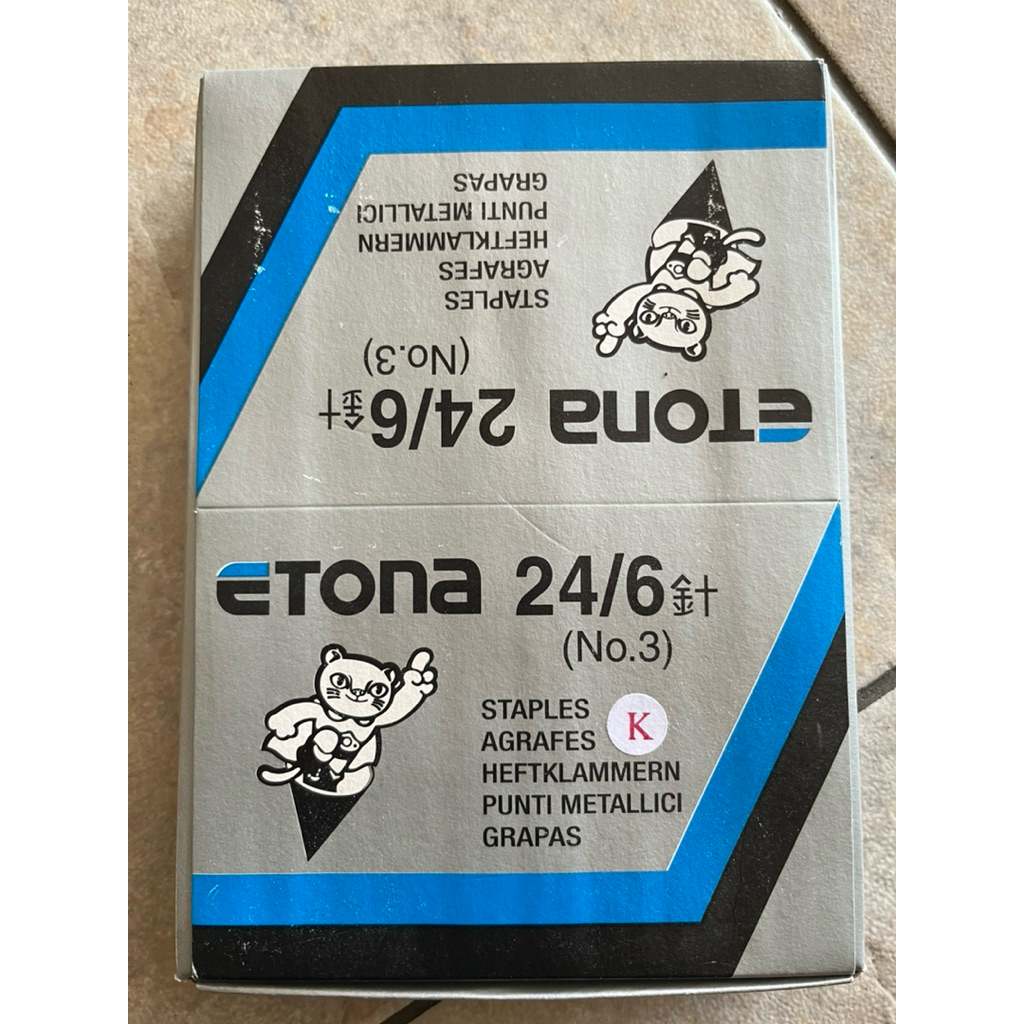 STAPLES
AGRAFES
HEFTKLAMMERN
PUNTI METALLICI
GRAPAS
(No.3)
ETONA 24/6針
ETONA 24/6針
(No.3)
STAPLES
AGRAFES
K
HEFTKLAMMERN
PUNTI METALLICI
GRAPAS